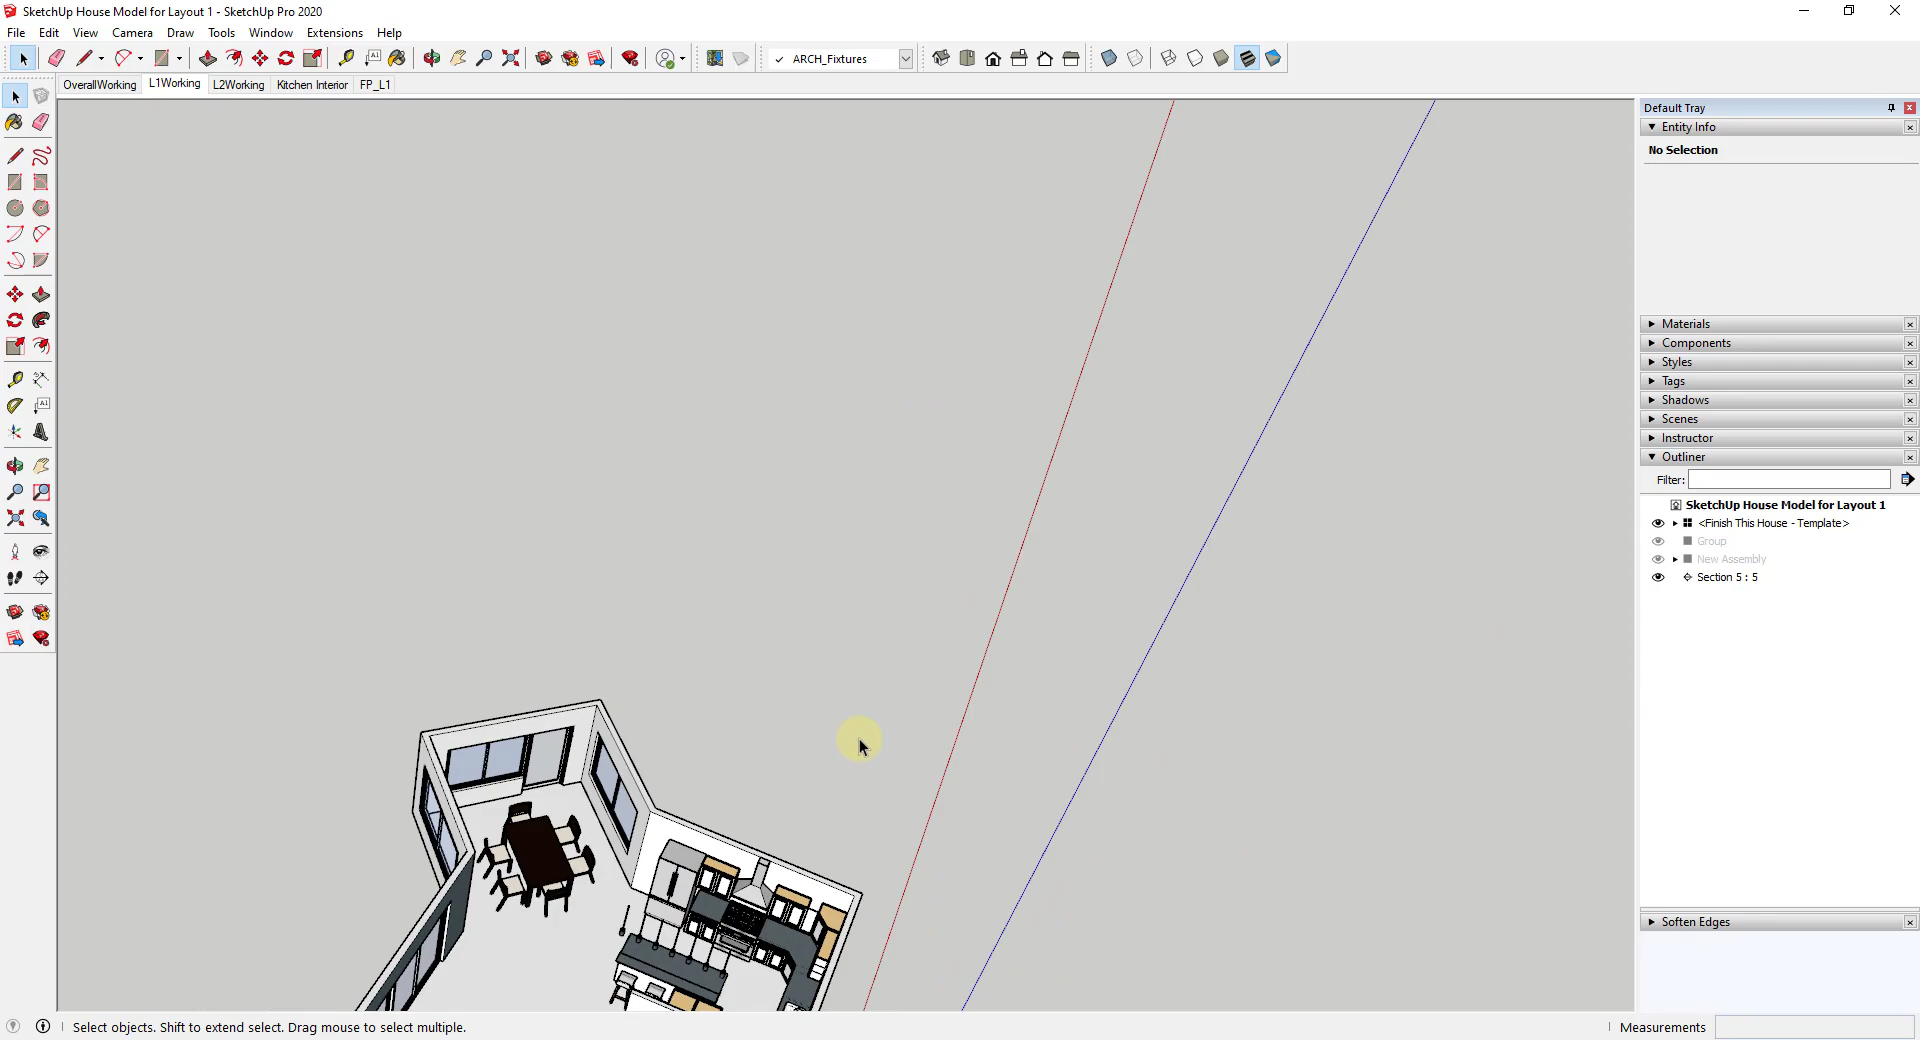 SketchUp House Model for Layout 1 - SketchUp Pro 2020
File Edit View Camera Draw Tools Window Extensions Help
ARCH_Fixtures
OverallWorking L1Working L2Working Kitchen Interior FP_L1
Default Tray
Entity Info
No Selection
Materials
Components
Styles
Tags
Shadows
Scenes
Instructor
Outliner
Filter:
SketchUp House Model for Layout 1
<Finish This House - Template>
Group
New Assembly
Section 5 : 5
Soften Edges
Select objects. Shift to extend select. Drag mouse to select multiple.
Measurements